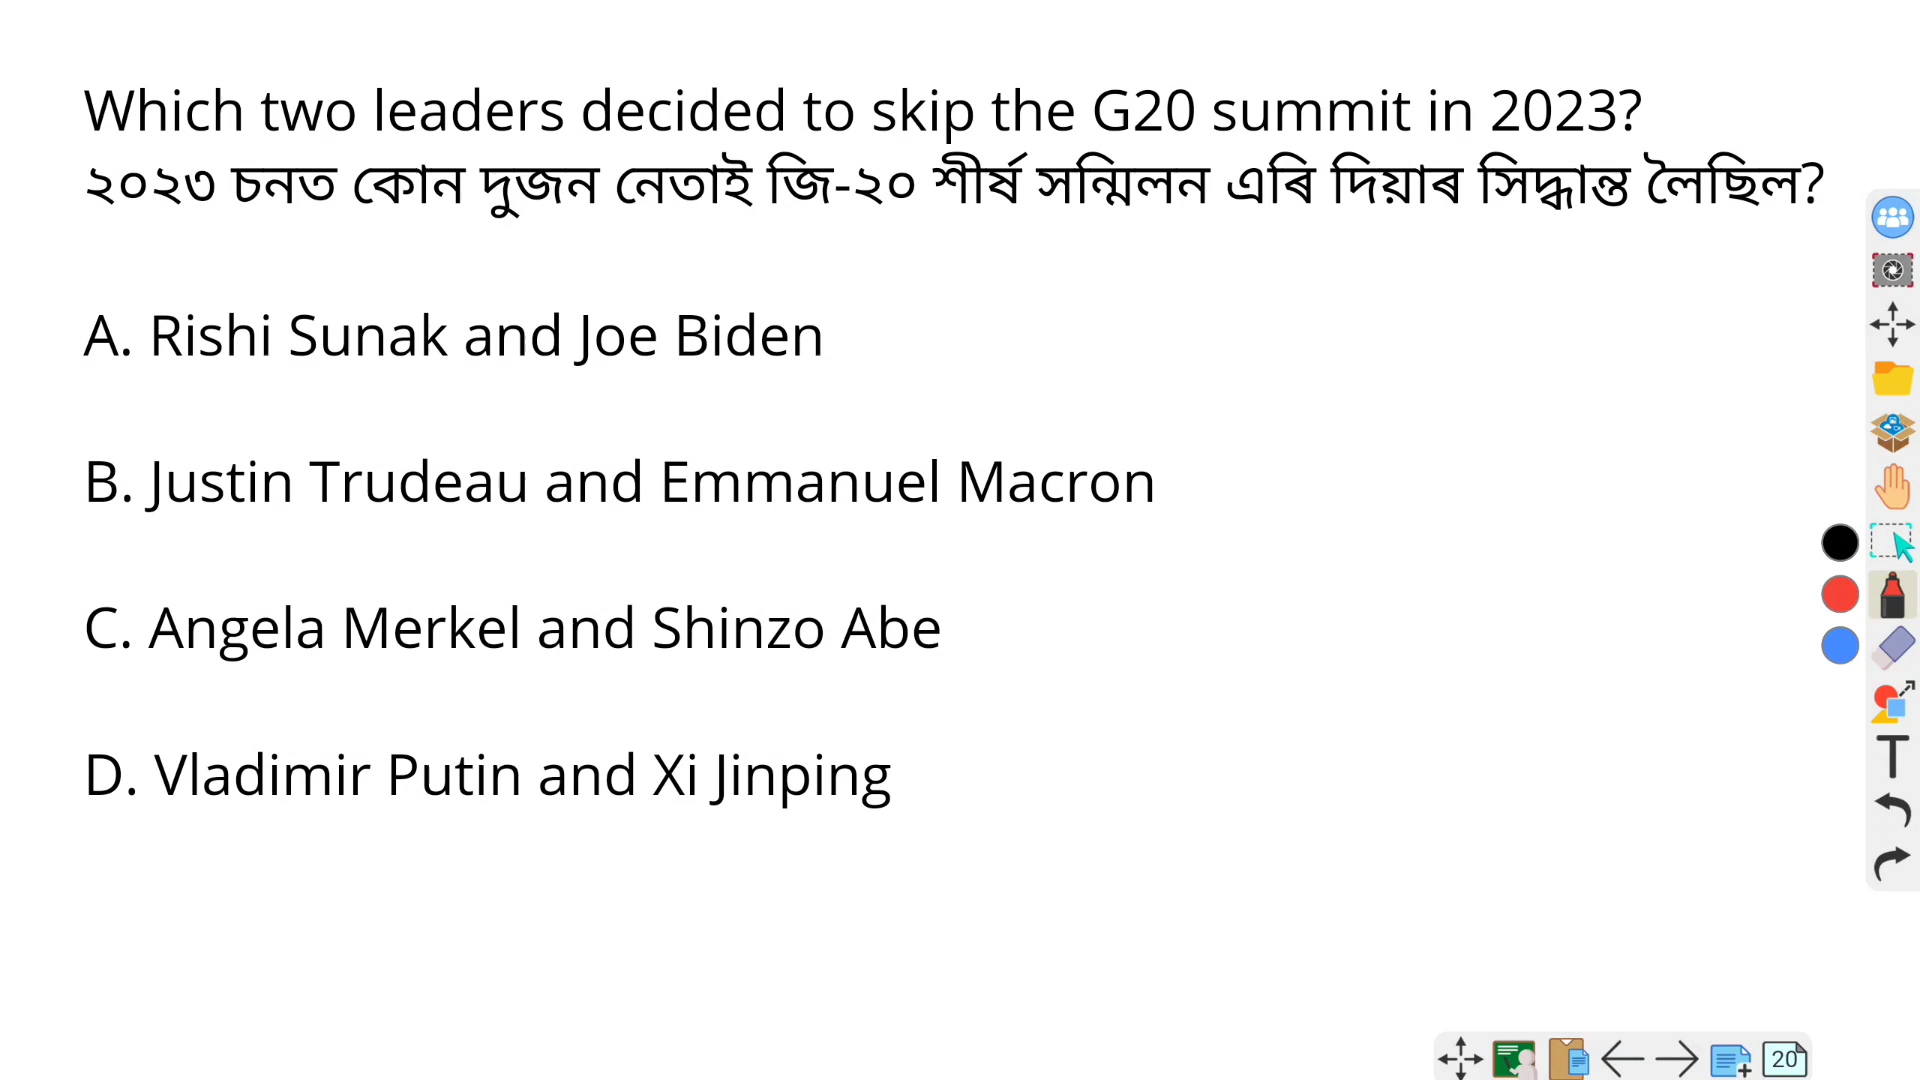 Which two leaders decided to skip the G20 summit in 2023?
২০২৩ চনত কোন দুজন নেতাই জি-২০ শীৰ্ষ সন্মিলন এৰি দিয়াৰ সিদ্ধান্ত লৈছিল?
A. Rishi Sunak and Joe Biden
B. Justin Trudeau and Emmanuel Macron
C. Angela Merkel and Shinzo Abe
D. Vladimir Putin and Xi Jinping
T
20